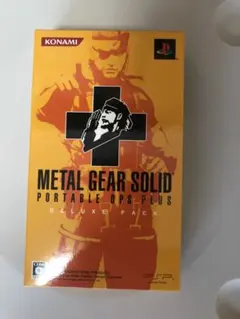 KONAMI
METAL GEAR SOLID
PORTABLE OPS PLUS
DELUXE PACK
PSP